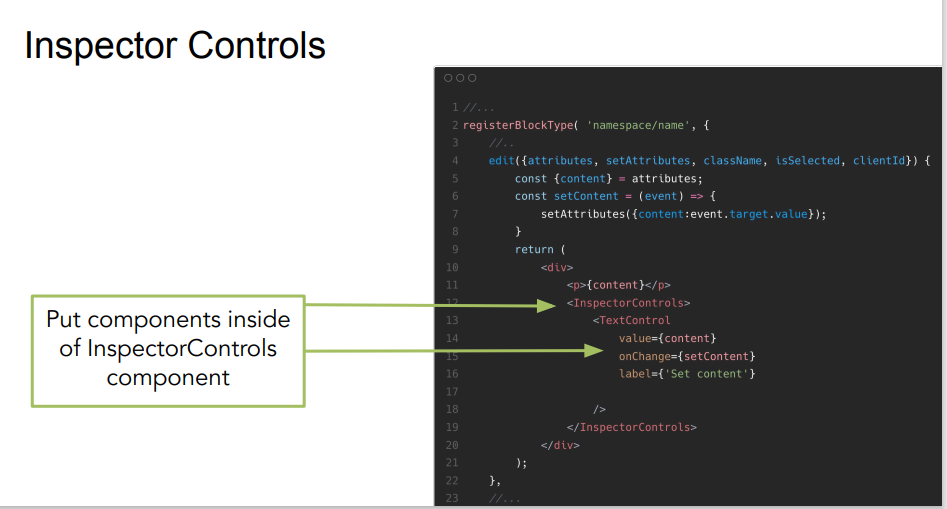 Inspector Controls
Put components inside
of InspectorControls
component
1 //...
2 registerBlockType( 'namespace/name', {
3 //..
4 edit({attributes, setAttributes, className, isSelected, clientId}) {
5 const {content} = attributes;
6 const setContent = (event) => {
7 setAttributes({content:event.target.value});
8 }
9 return (
10 <div>
11 <p>{content}</p>
12 <InspectorControls>
13 <TextControl
14 value={content}
15 onChange={setContent}
16 label={'Set content'}
17
18 />
19 </InspectorControls>
20 </div>
21 );
22 },
23 //...